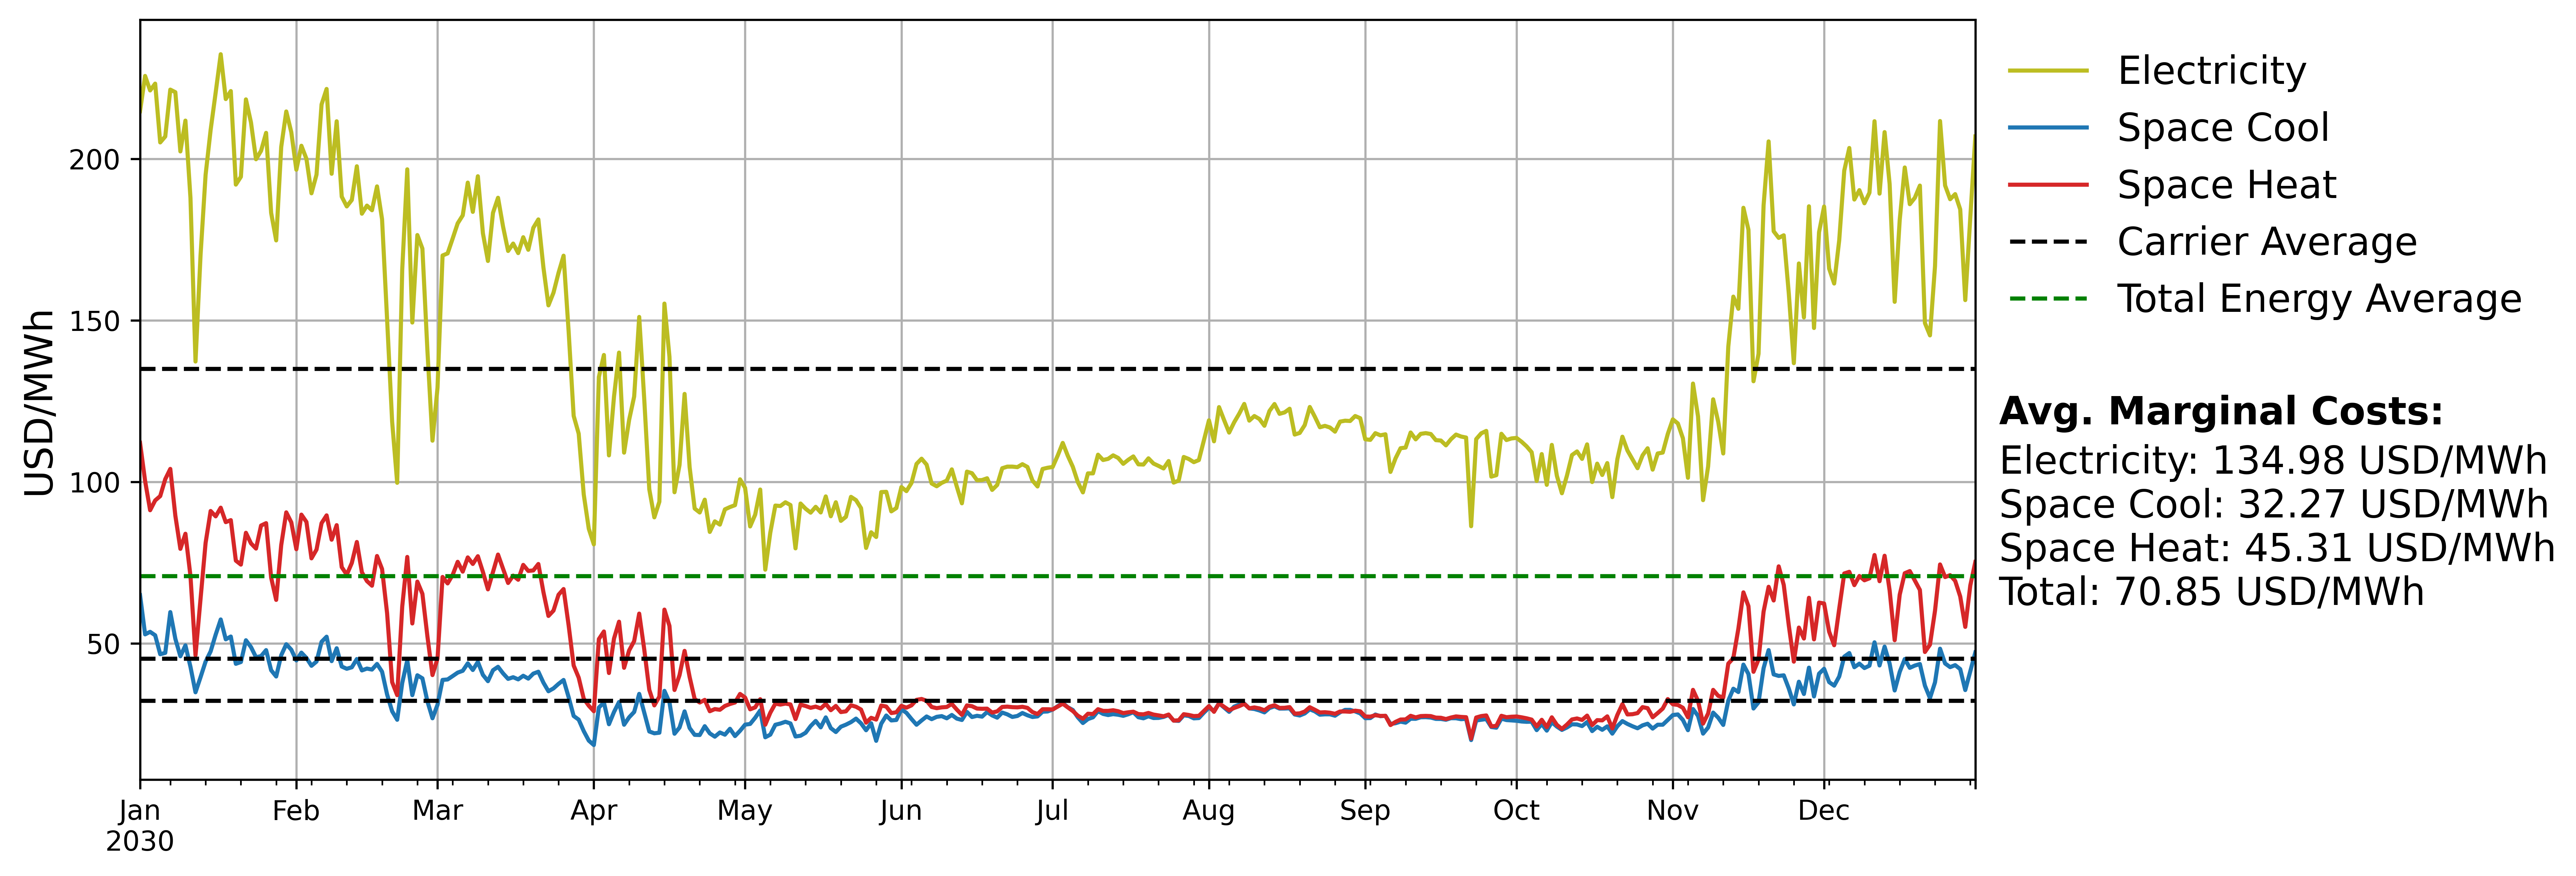 USD/MWh
200
150
100
50
Jan Feb Mar Apr May Jun Jul Aug Sep Oct Nov Dec
2030
Electricity
Space Cool
Space Heat
Carrier Average
Total Energy Average
Avg. Marginal Costs:
Electricity: 134.98 USD/MWh
Space Cool: 32.27 USD/MWh
Space Heat: 45.31 USD/MWh
Total: 70.85 USD/MWh